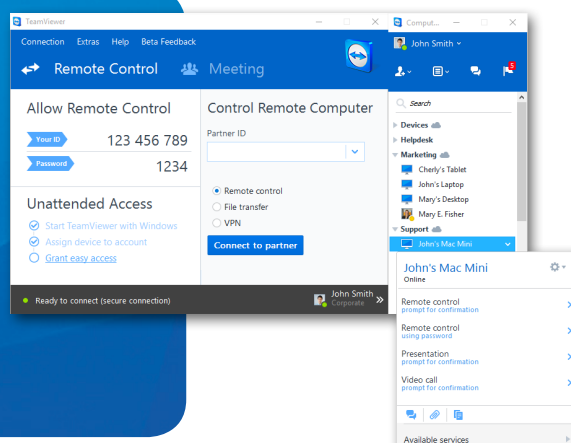 TeamViewer
Connection Extras Help Beta Feedback
Remote Control Meeting
Allow Remote Control
Your ID 123 456 789
Password 1234
Unattended Access
Start TeamViewer with Windows
Assign device to account
Grant easy access
Control Remote Computer
Partner ID
Remote control
File transfer
VPN
Connect to partner
Ready to connect (secure connection)
John Smith
Corporate
Comput...
John Smith
5
Search
Devices
Helpdesk
Marketing
Cherly's Tablet
John's Laptop
Mary's Desktop
Mary E. Fisher
Support
John's Mac Mini
John's Mac Mini
Online
Remote control
prompt for confirmation
Remote control
using password
Presentation
prompt for confirmation
Video call
prompt for confirmation
Available services